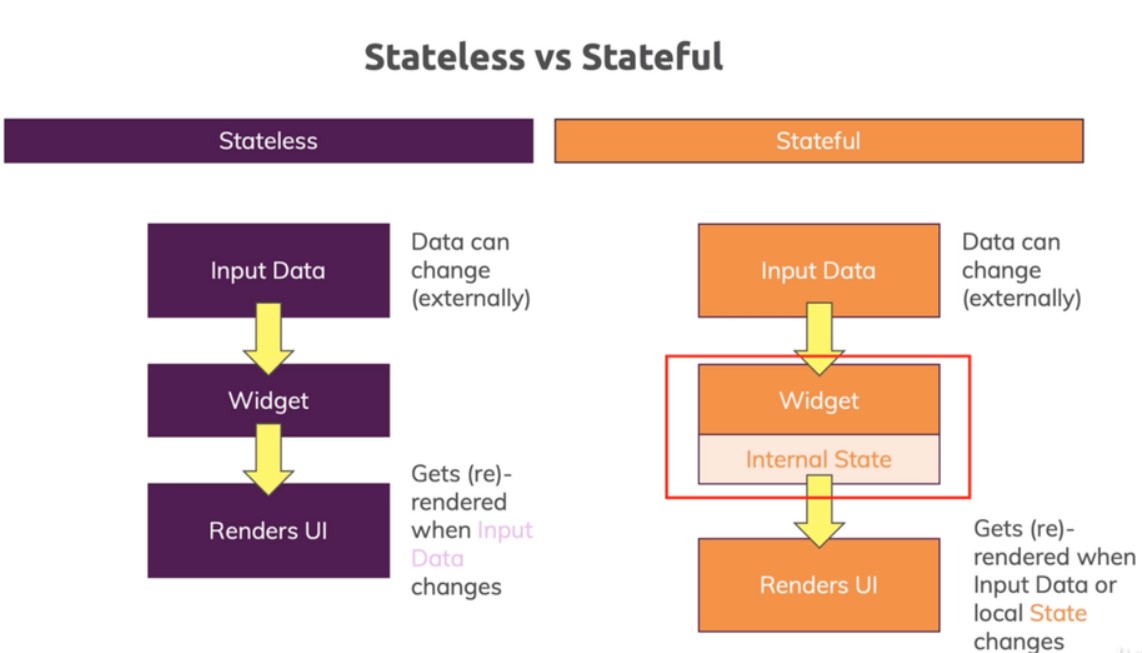 Stateless vs Stateful
Stateless
Input Data
Data can
change
(externally)
Widget
Renders UI
Gets (re)-
rendered
when Input
Data
changes
Stateful
Input Data
Data can
change
(externally)
Widget
Internal State
Renders UI
Gets (re)-
rendered when
Input Data or
local State
changes